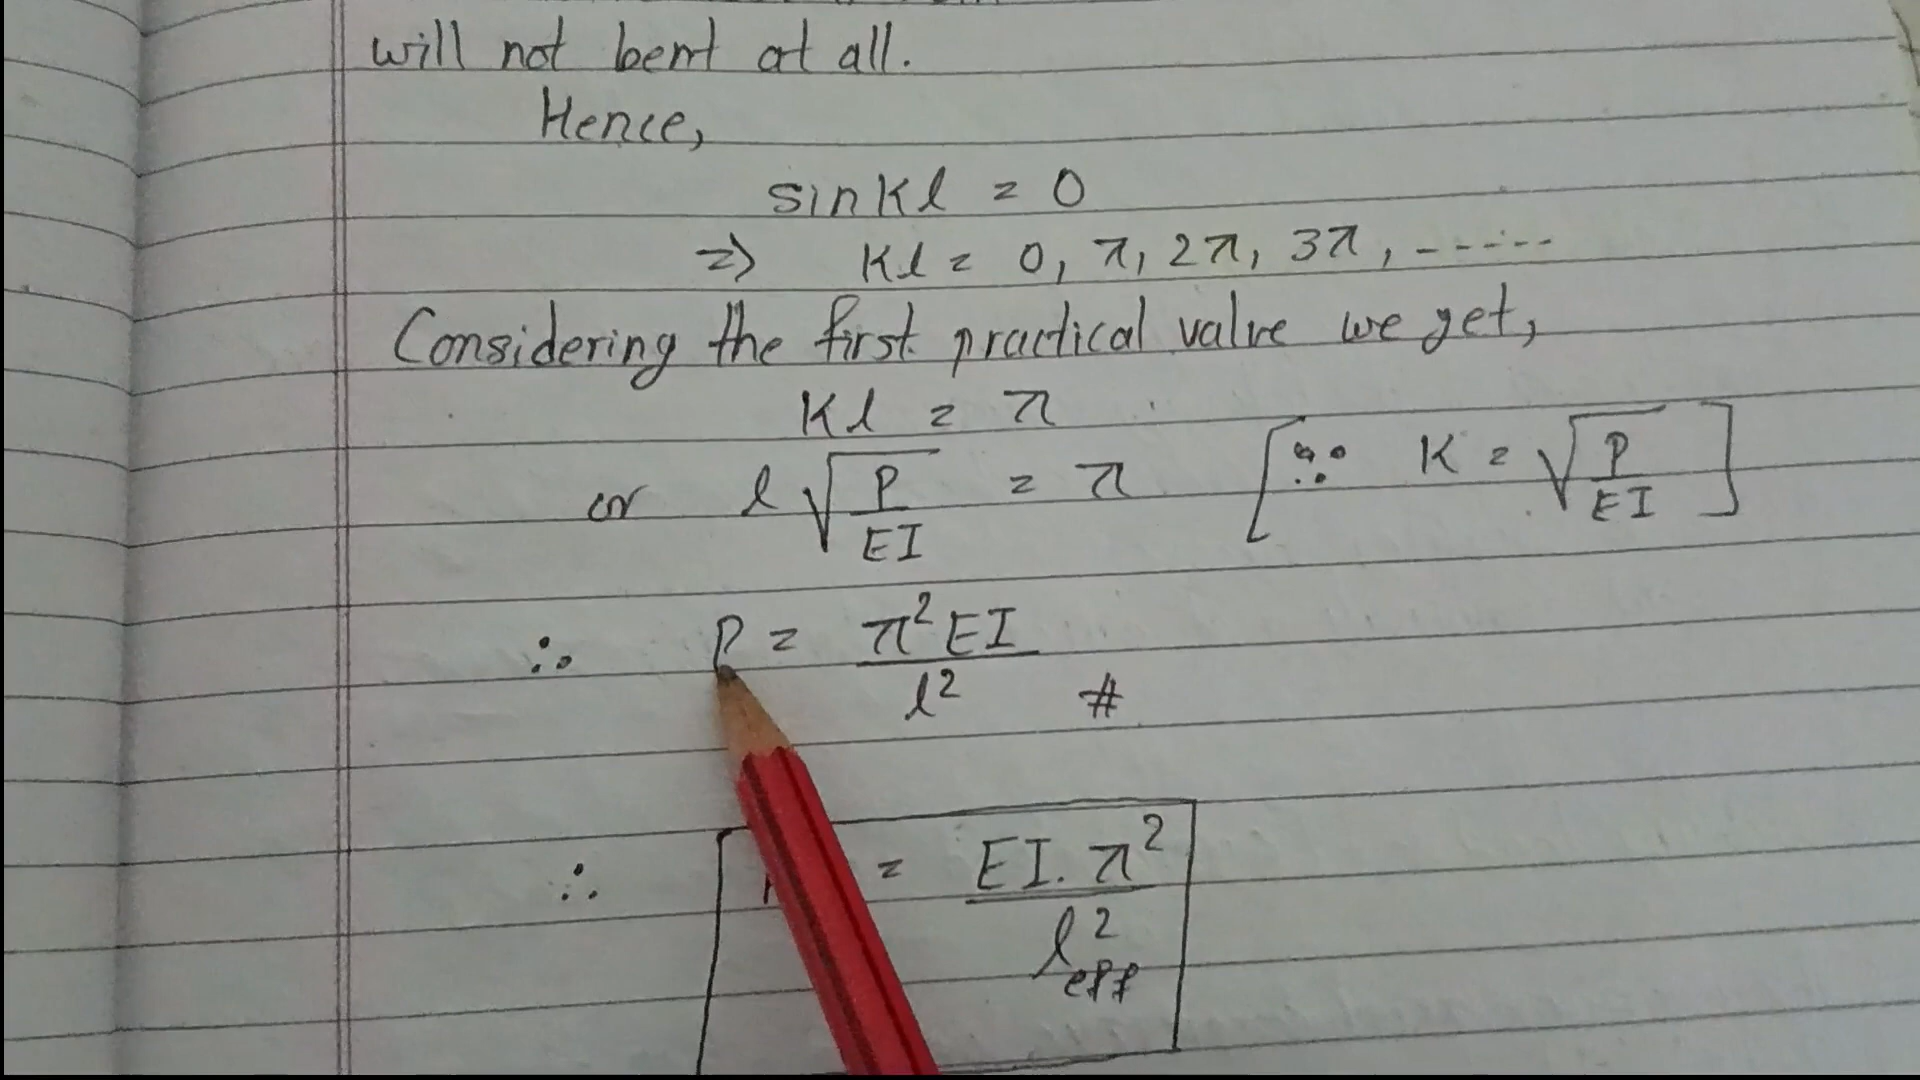 will not bent at all.
Hence,
sin Kl = 0
=> Kl = 0, π, 2π, 3π, ------
Considering the first practical value we get,
Kl = π
or l √(P/EI) = π [∵ K = √(P/EI)]
∴ P = π²EI / l² #
∴ = EI. π² / l²eff